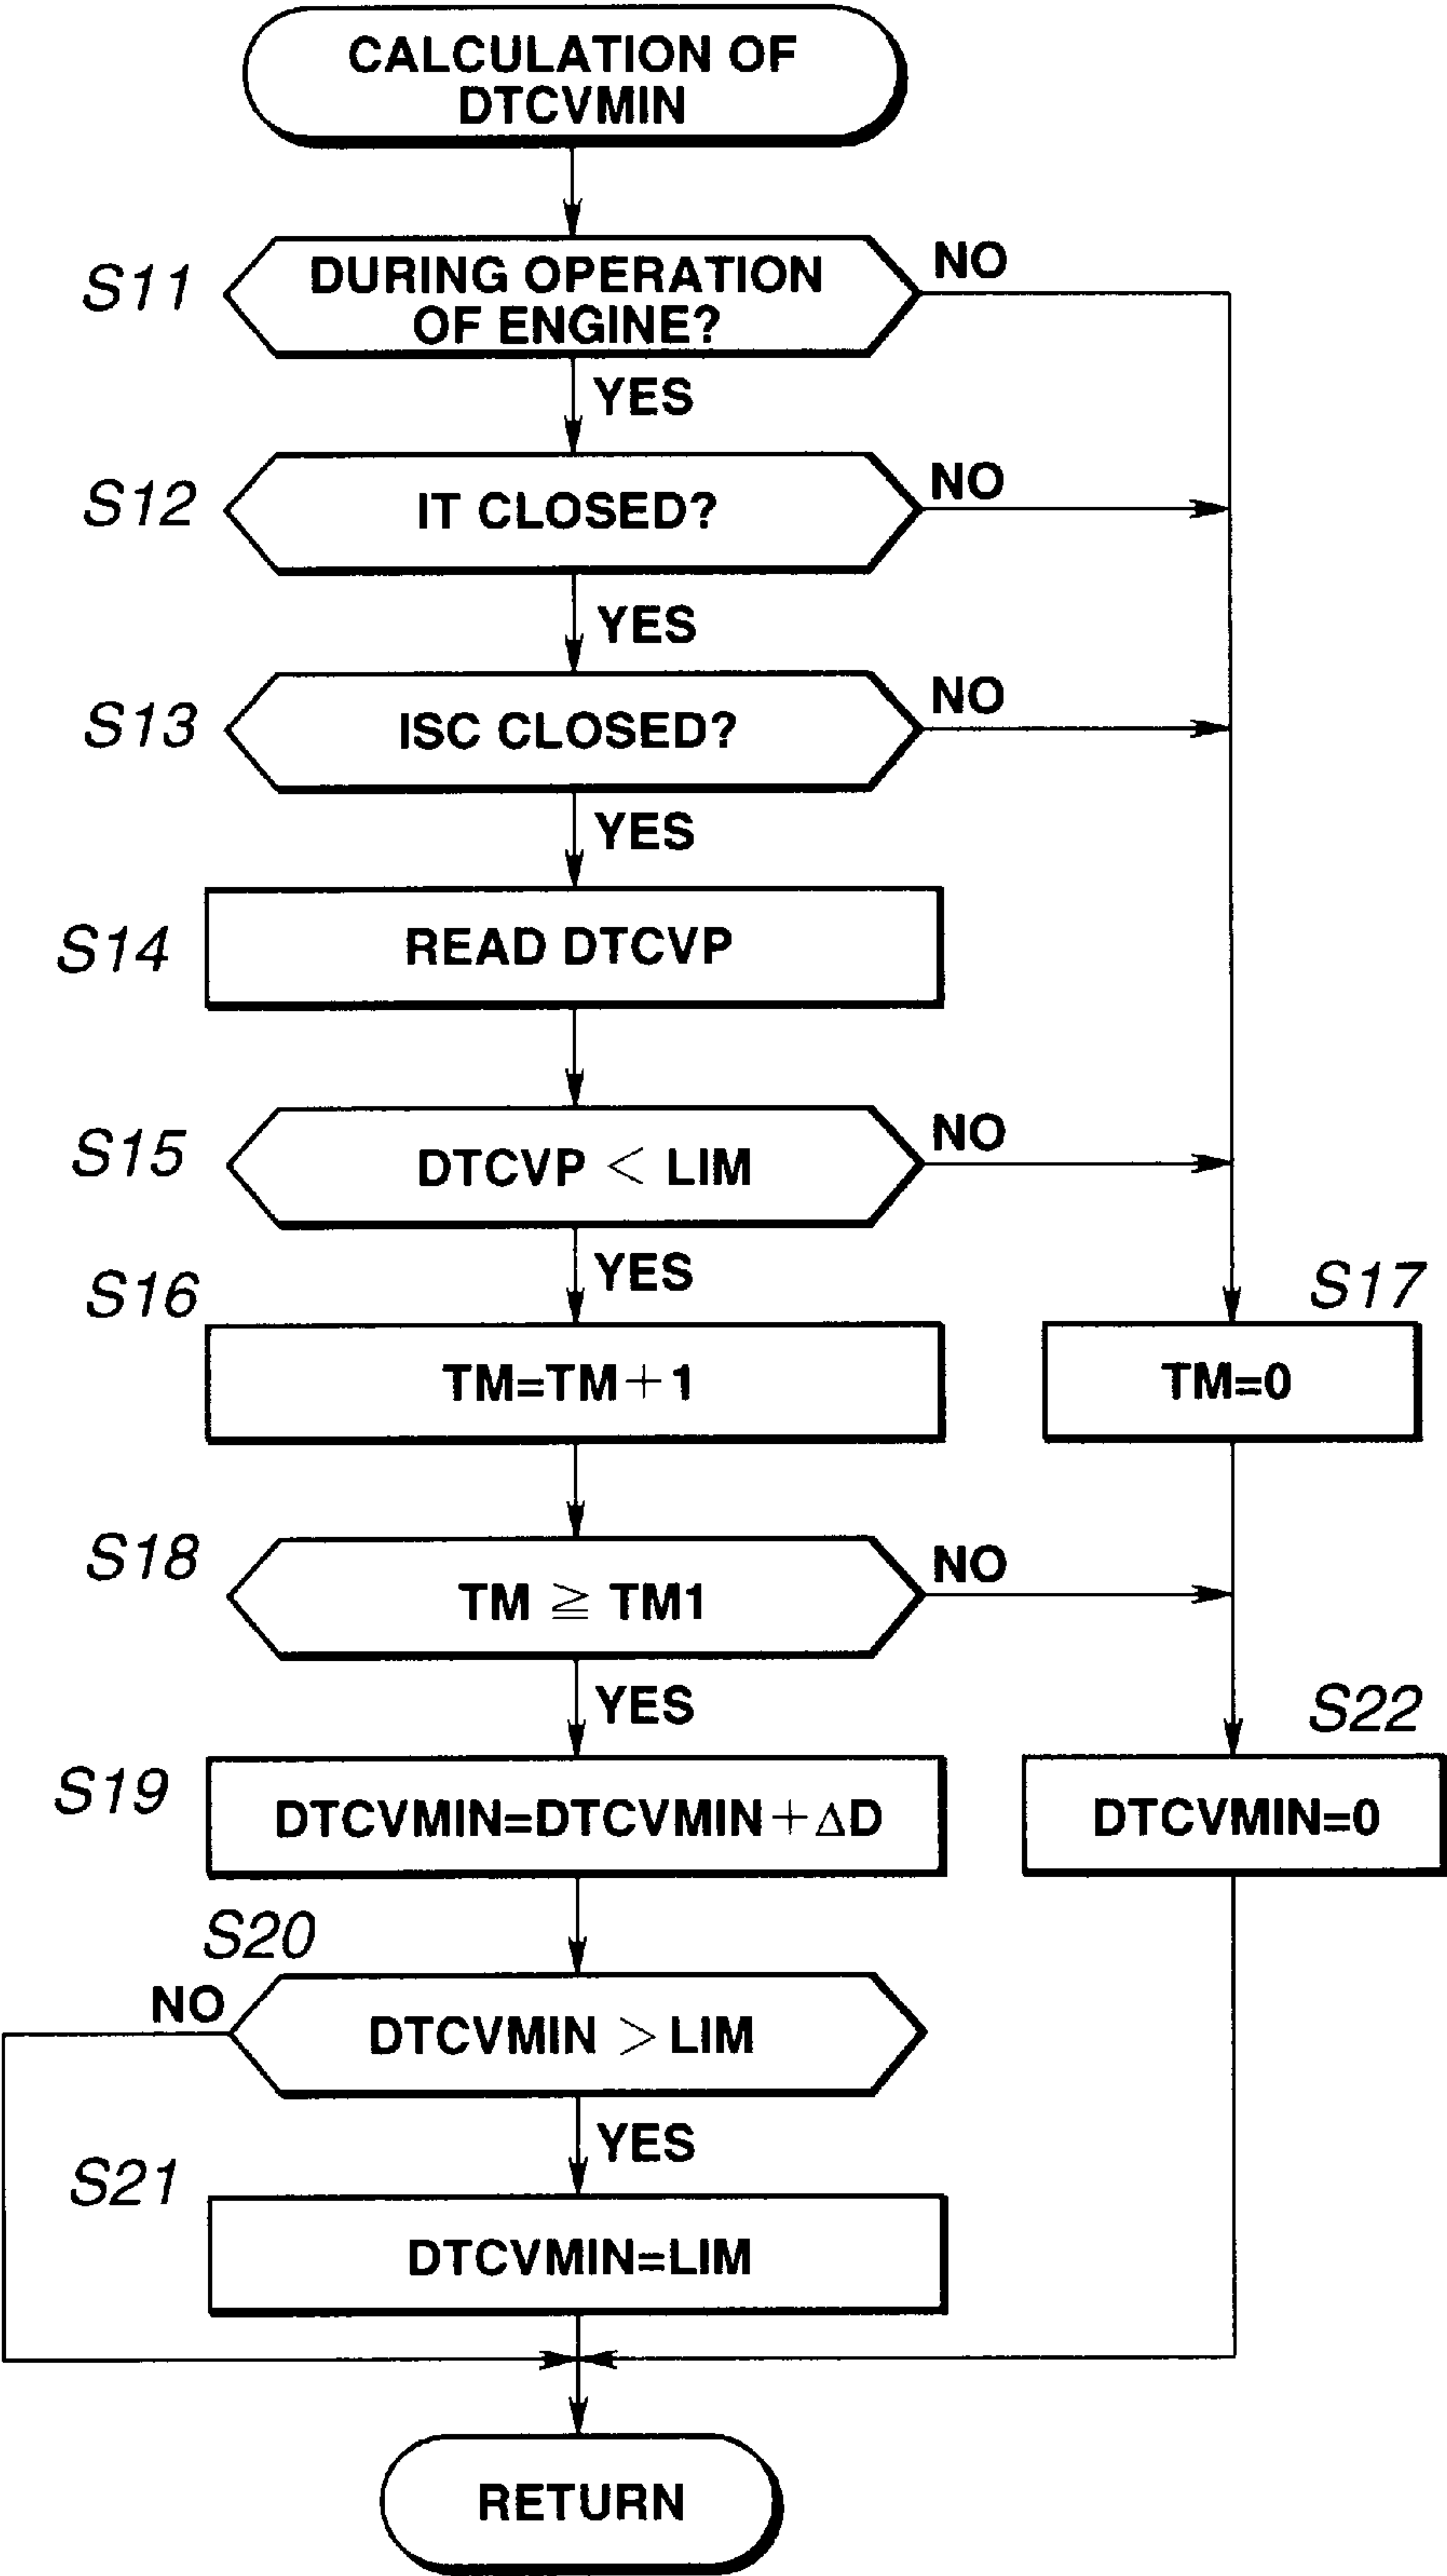 CALCULATION OF
DTCVMIN
S11
DURING OPERATION
OF ENGINE?
NO
YES
S12
IT CLOSED?
NO
YES
S13
ISC CLOSED?
NO
YES
S14
READ DTCVP
S15
DTCVP < LIM
NO
YES
S16
TM=TM+1
S17
TM=0
S18
TM ≧ TM1
NO
YES
S19
DTCVMIN=DTCVMIN+ΔD
S22
DTCVMIN=0
S20
NO
DTCVMIN > LIM
YES
S21
DTCVMIN=LIM
RETURN